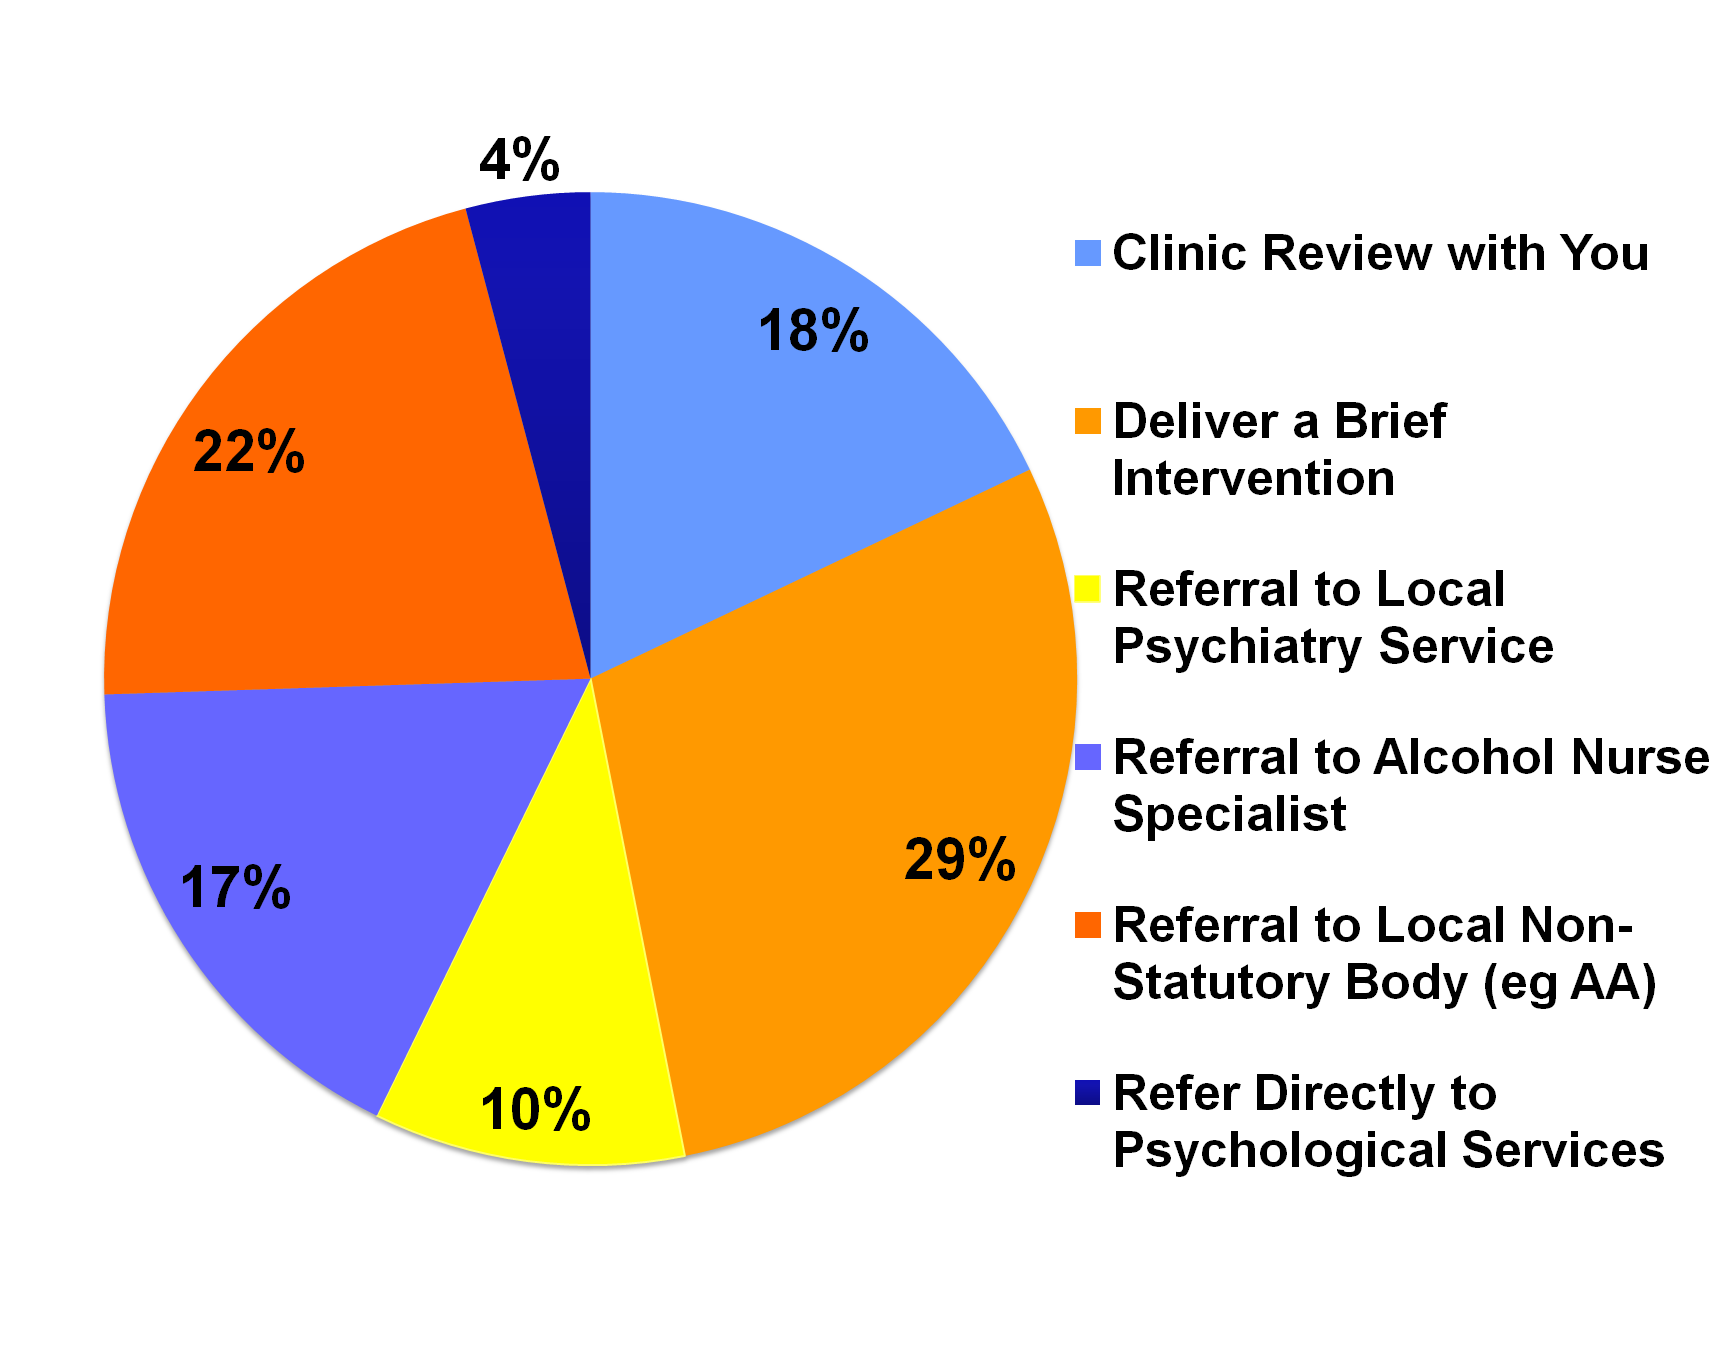 4%
18%
22%
29%
17%
10%
Clinic Review with You
Deliver a Brief
Intervention
Referral to Local
Psychiatry Service
Referral to Alcohol Nurse
Specialist
Referral to Local Non-
Statutory Body (eg AA)
Refer Directly to
Psychological Services